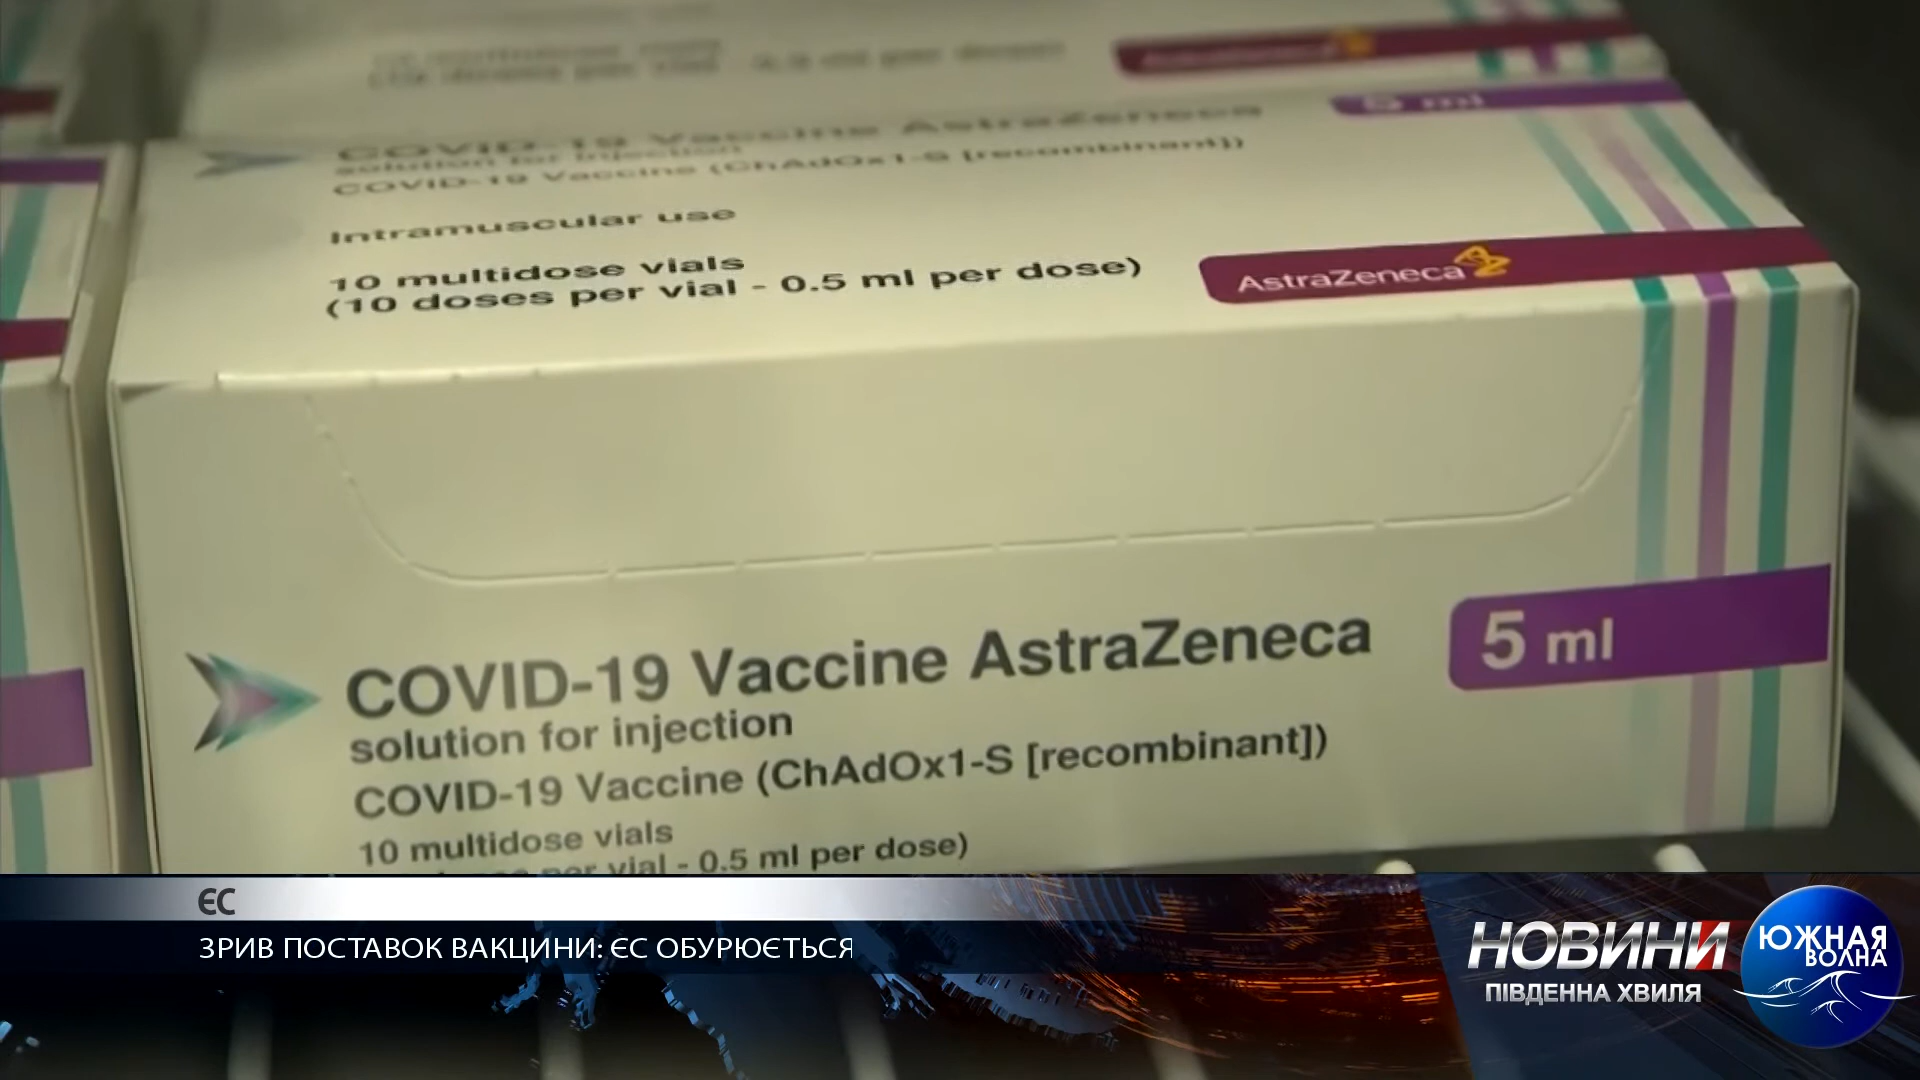 AstraZeneca
5 ml
COVID-19 Vaccine AstraZeneca
solution for injection
COVID-19 Vaccine (ChAdOx1-S [recombinant])
Intramuscular use
10 multidose vials
(10 doses per vial - 0.5 ml per dose)
AstraZeneca
COVID-19 Vaccine AstraZeneca
5 ml
solution for injection
COVID-19 Vaccine (ChAdOx1-S [recombinant])
10 multidose vials
doses per vial - 0.5 ml per dose)
ЄС
ЗРИВ ПОСТАВОК ВАКЦИНИ: ЄС ОБУРЮЄТЬСЯ
НОВИНИ
ПІВДЕННА ХВИЛЯ
ЮЖНАЯ
ВОЛНА